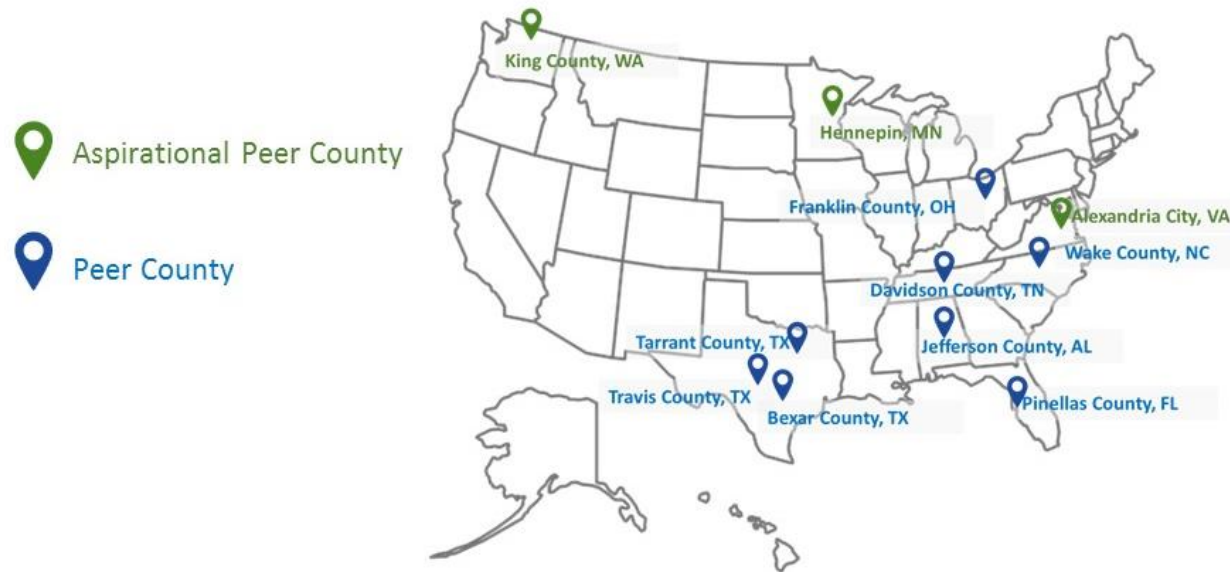 King County, WA
Aspirational Peer County
Hennepin, MN
Franklin County, OH
Alexandria City, VA
Peer County
Wake County, NC
Davidson County, TN
Tarrant County, TX
Jefferson County, AL
Travis County, TX
Pinellas County, FL
Bexar County, TX